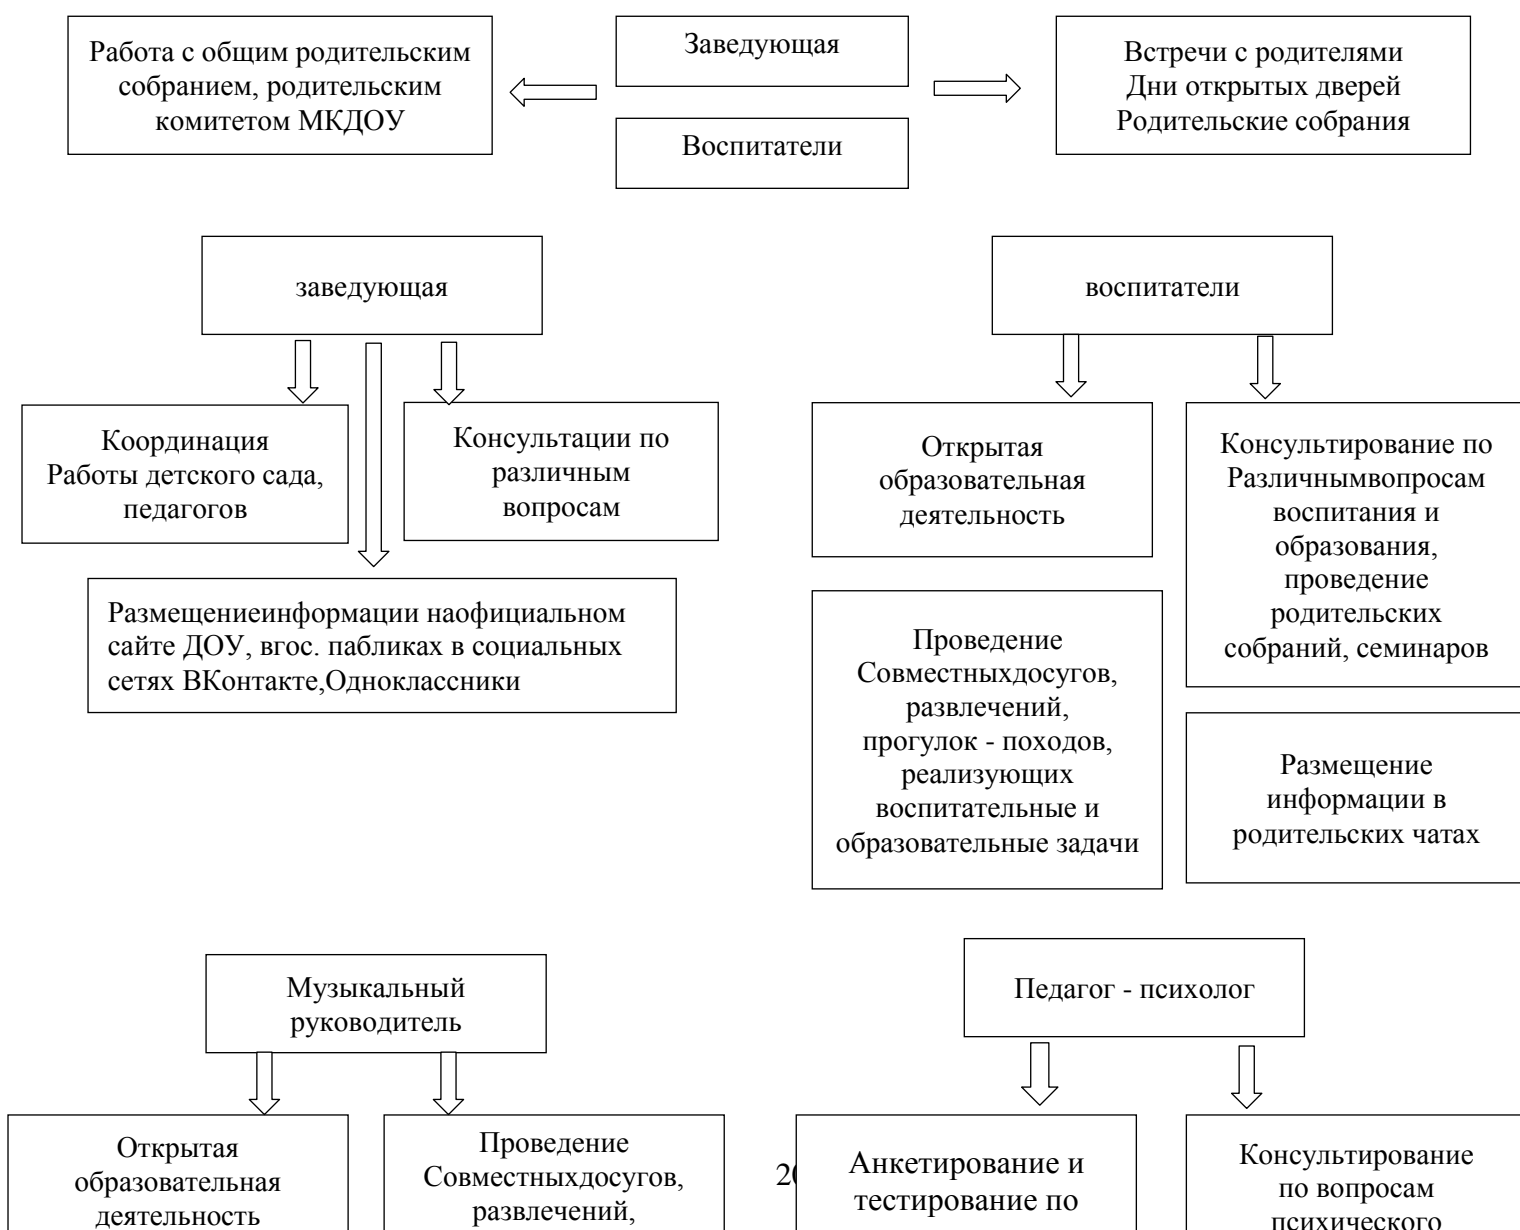 Работа с общим родительским
собранием, родительским
комитетом МКДОУ
Заведующая
Воспитатели
Встречи с родителями
Дни открытых дверей
Родительские собрания
заведующая
Координация
Работы детского сада,
педагогов
Консультации по
различным
вопросам
Размещениеинформации наофициальном
сайте ДОУ, вгос. пабликах в социальных
сетях ВКонтакте,Одноклассники
воспитатели
Открытая
образовательная
деятельность
Консультирование по
Различнымвопросам
воспитания и
образования,
проведение
родительских
собраний, семинаров
Проведение
Совместныхдосугов,
развлечений,
прогулок - походов,
реализующих
воспитательные и
образовательные задачи
Размещение
информации в
родительских чатах
Музыкальный
руководитель
Открытая
образовательная
деятельность
Проведение
Совместныхдосугов,
развлечений,
Педагог - психолог
Анкетирование и
тестирование по
Консультирование
по вопросам
психического